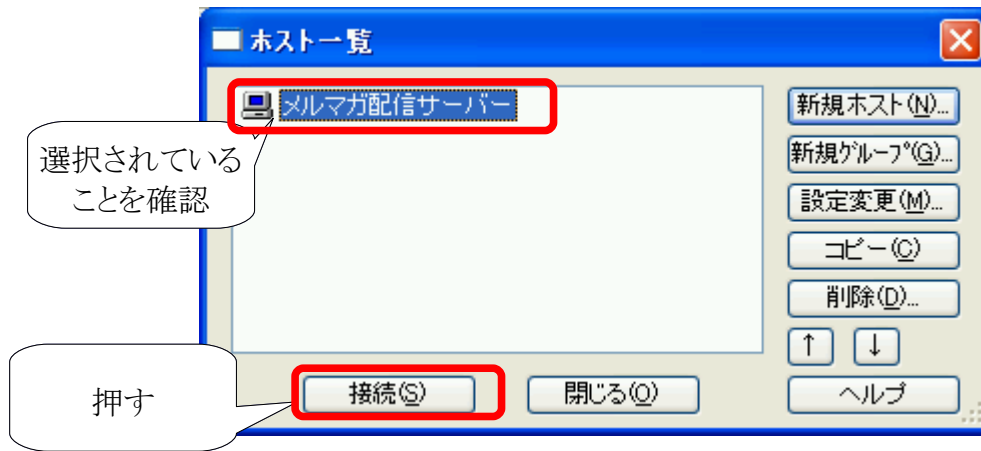 ホスト一覧
メルマガ配信サーバー
選択されている
ことを確認
新規ホスト(N)...
新規グループ(G)...
設定変更(M)...
コピー(C)
削除(D)...
↑ ↓
押す
接続(S)
閉じる(O)
ヘルプ